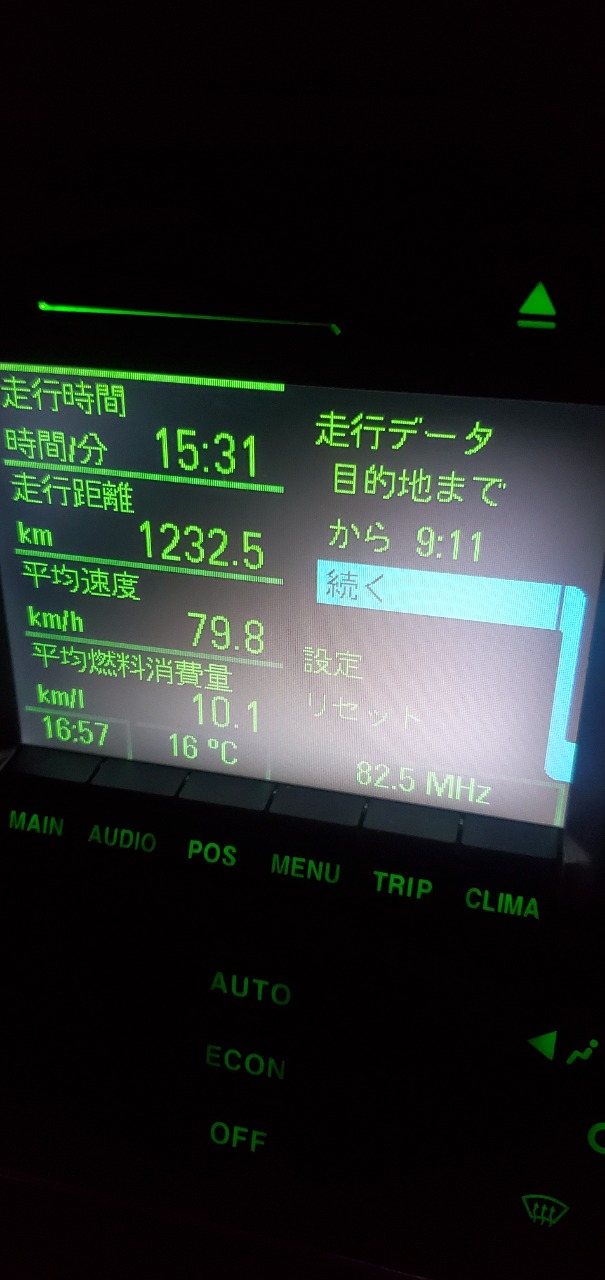 走行時間
時間/分 15:31
走行距離
km 1232.5
平均速度
km/h 79.8
平均燃料消費量
km/l 10.1
16:57 16 ºC
走行データ
目的地まで
から 9:11
続く
設定
リセット
82.5 MHz
MAIN AUDIO POS MENU TRIP CLIMA
AUTO
ECON
OFF